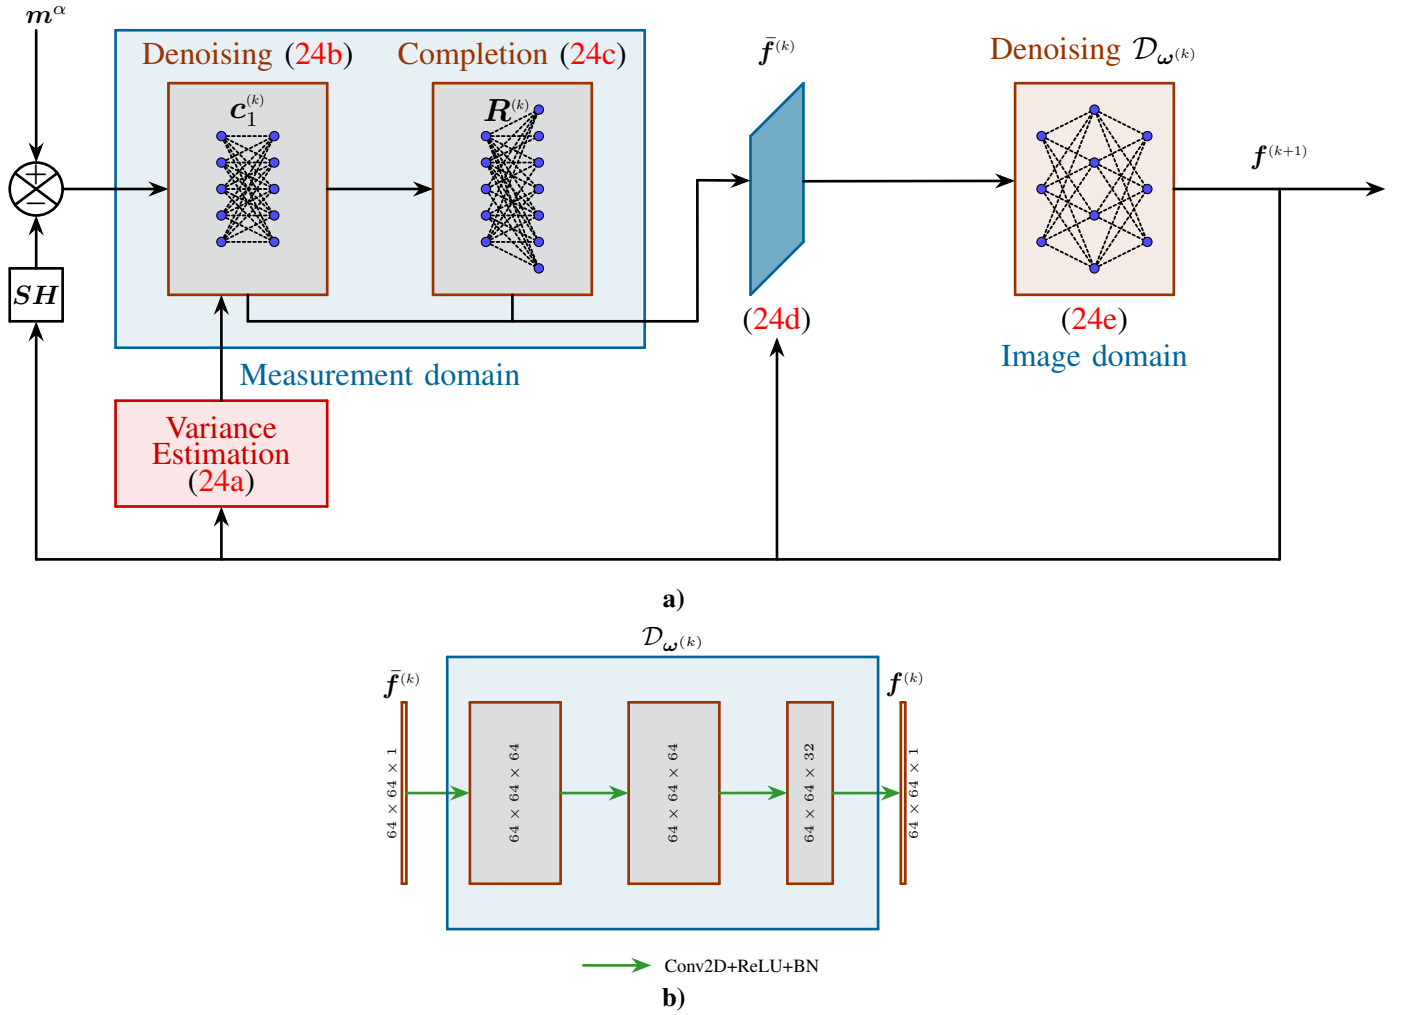 m^α
Denoising (24b)
Completion (24c)
f̄^(k)
Denoising 𝒟_ω^(k)
c_1^(k)
R^(k)
+
−
f^(k+1)
SH
(24d)
(24e)
Image domain
Measurement domain
Variance
Estimation
(24a)
a)
𝒟_ω^(k)
f̄^(k)
f^(k)
64 × 64 × 1
64 × 64 × 64
64 × 64 × 64
64 × 64 × 32
64 × 64 × 1
Conv2D+ReLU+BN
b)